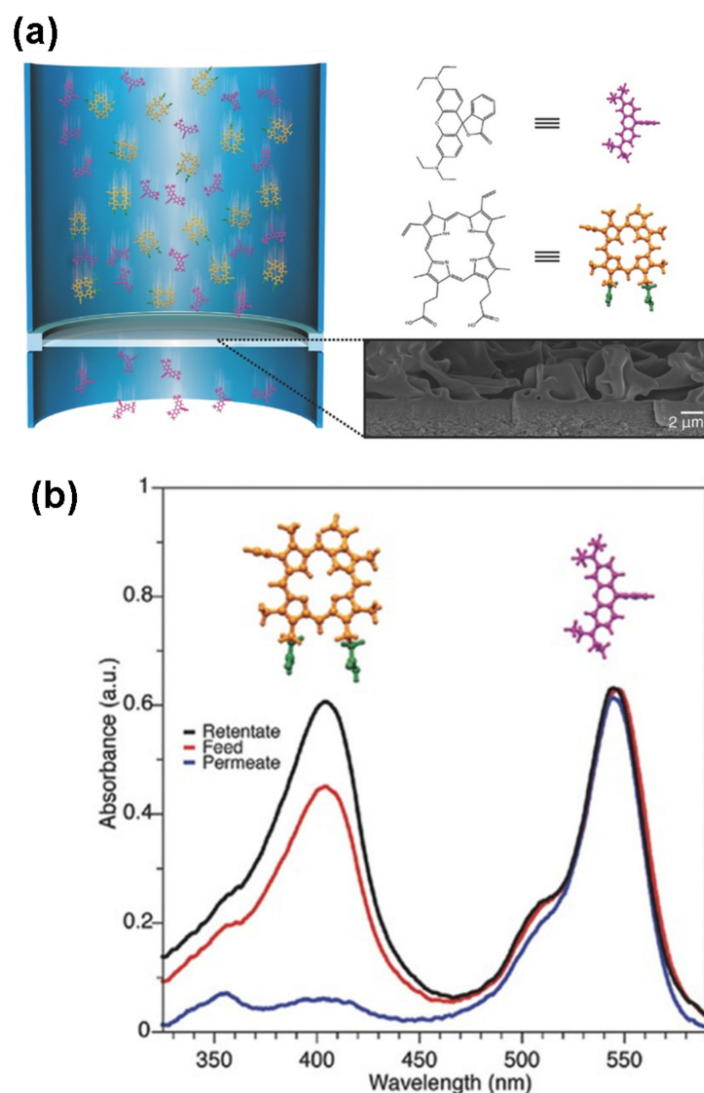 (a)
2 μm
(b)
1
0.8
0.6
0.4
0.2
0
Absorbance (a.u.)
Retentate
Feed
Permeate
350 400 450 500 550
Wavelength (nm)